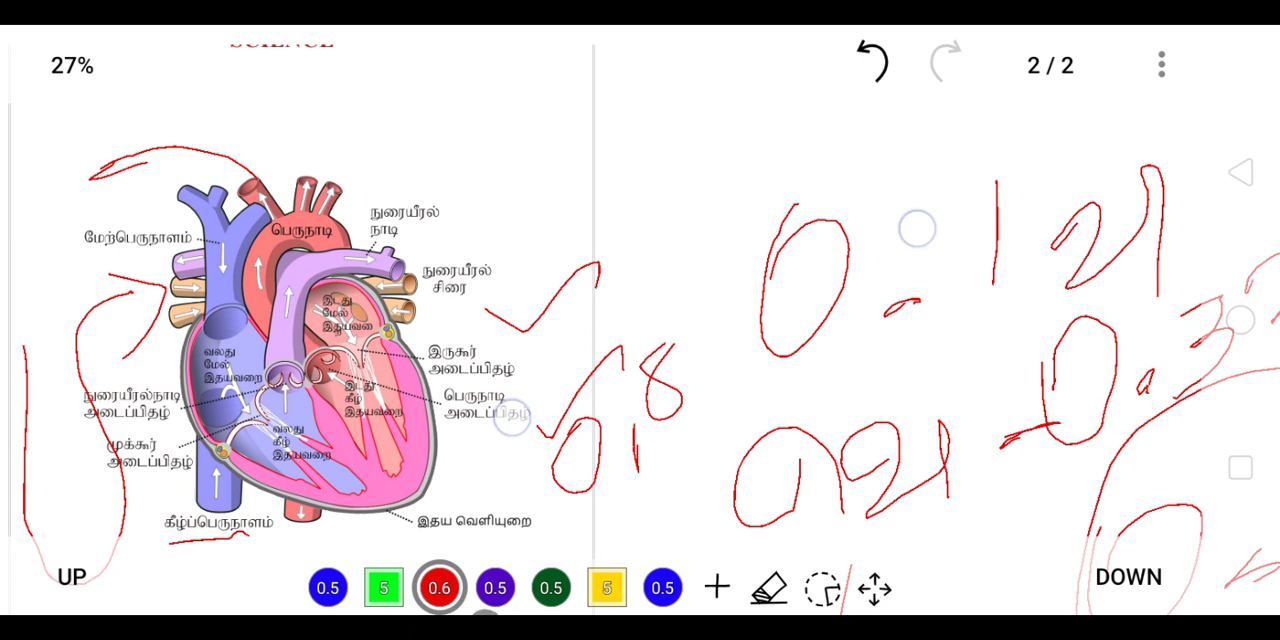 SCIENCE
27%
2 / 2
நுரையீரல்
நாடி
மேற்பெருநாளம்
பெருநாடி
நுரையீரல்
சிரை
இடது
மேல்
வலது
மேல்
இதயவறை
இருகூர்
அடைப்பிதழ்
நுரையீரல்நாடி
அடைப்பிதழ்
இடது
கீழ்
இதயவறை
பெருநாடி
அடைப்பிதழ்
முக்கூர்
அடைப்பிதழ்
வலது
கீழ்
இதயவறை
கீழ்ப்பெருநாளம்
இதய வெளியுறை
UP
0.5
5
0.6
0.5
0.5
5
0.5
DOWN